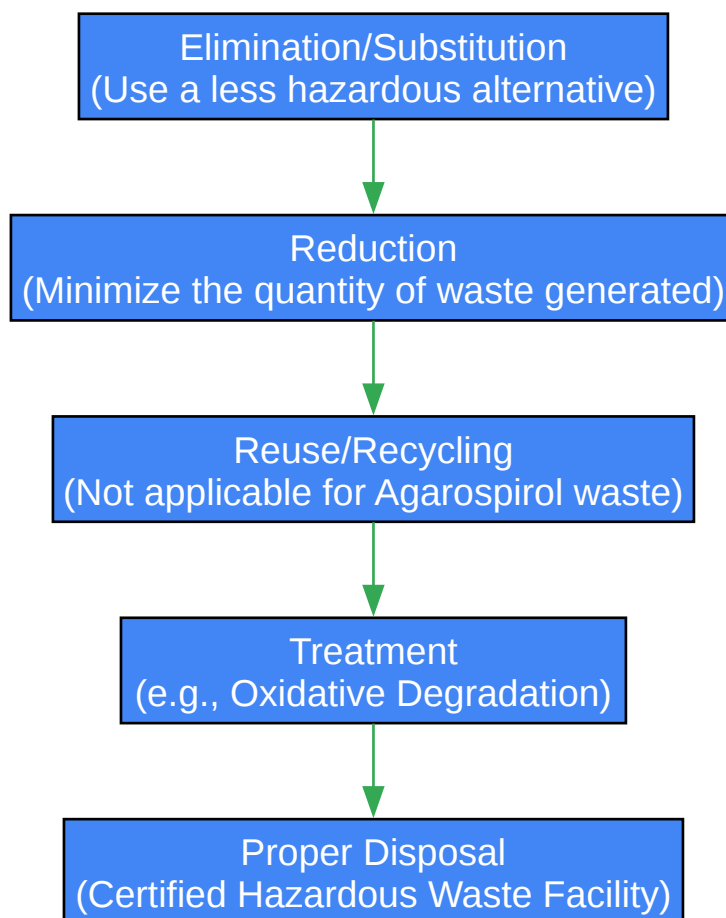 Elimination/Substitution
(Use a less hazardous alternative)
Reduction
(Minimize the quantity of waste generated)
Reuse/Recycling
(Not applicable for Agarospirol waste)
Treatment
(e.g., Oxidative Degradation)
Proper Disposal
(Certified Hazardous Waste Facility)